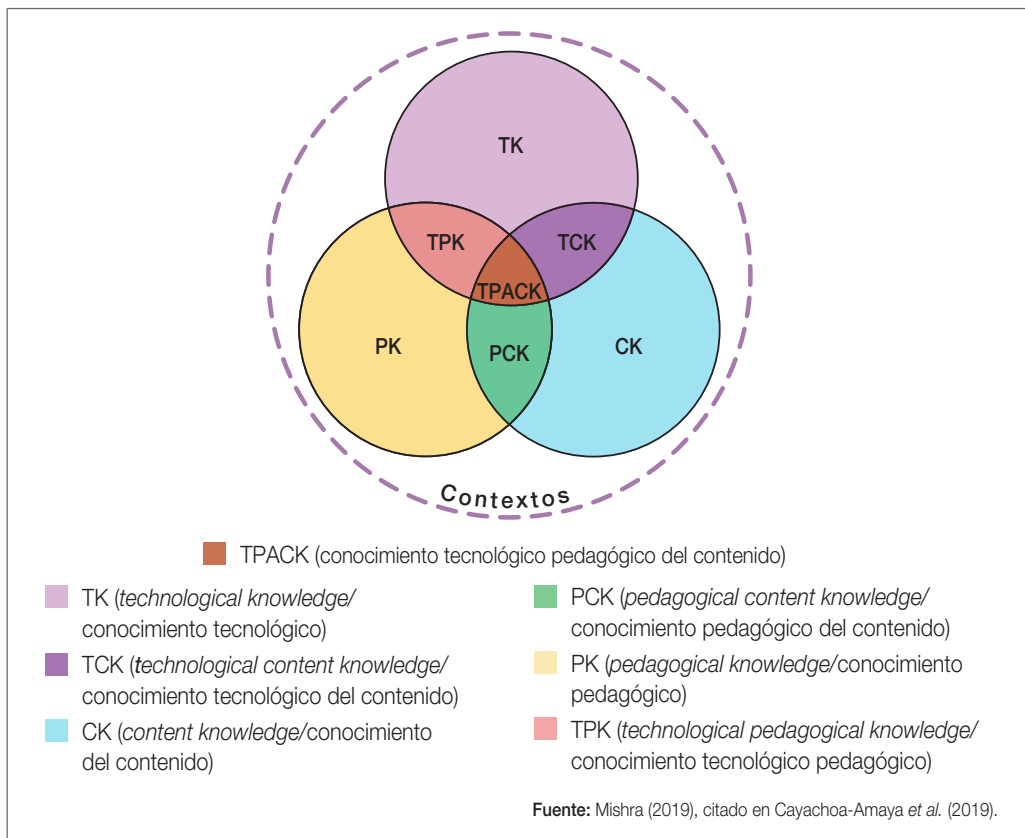 TK
TPK
TCK
TPACK
PK
PCK
CK
Contextos
TPACK (conocimiento tecnológico pedagógico del contenido)
TK (technological knowledge/
conocimiento tecnológico)
TCK (technological content knowledge/
conocimiento tecnológico del contenido)
CK (content knowledge/conocimiento
del contenido)
PCK (pedagogical content knowledge/
conocimiento pedagógico del contenido)
PK (pedagogical knowledge/conocimiento
pedagógico)
TPK (technological pedagogical knowledge/
conocimiento tecnológico pedagógico)
Fuente: Mishra (2019), citado en Cayachoa-Amaya et al. (2019).